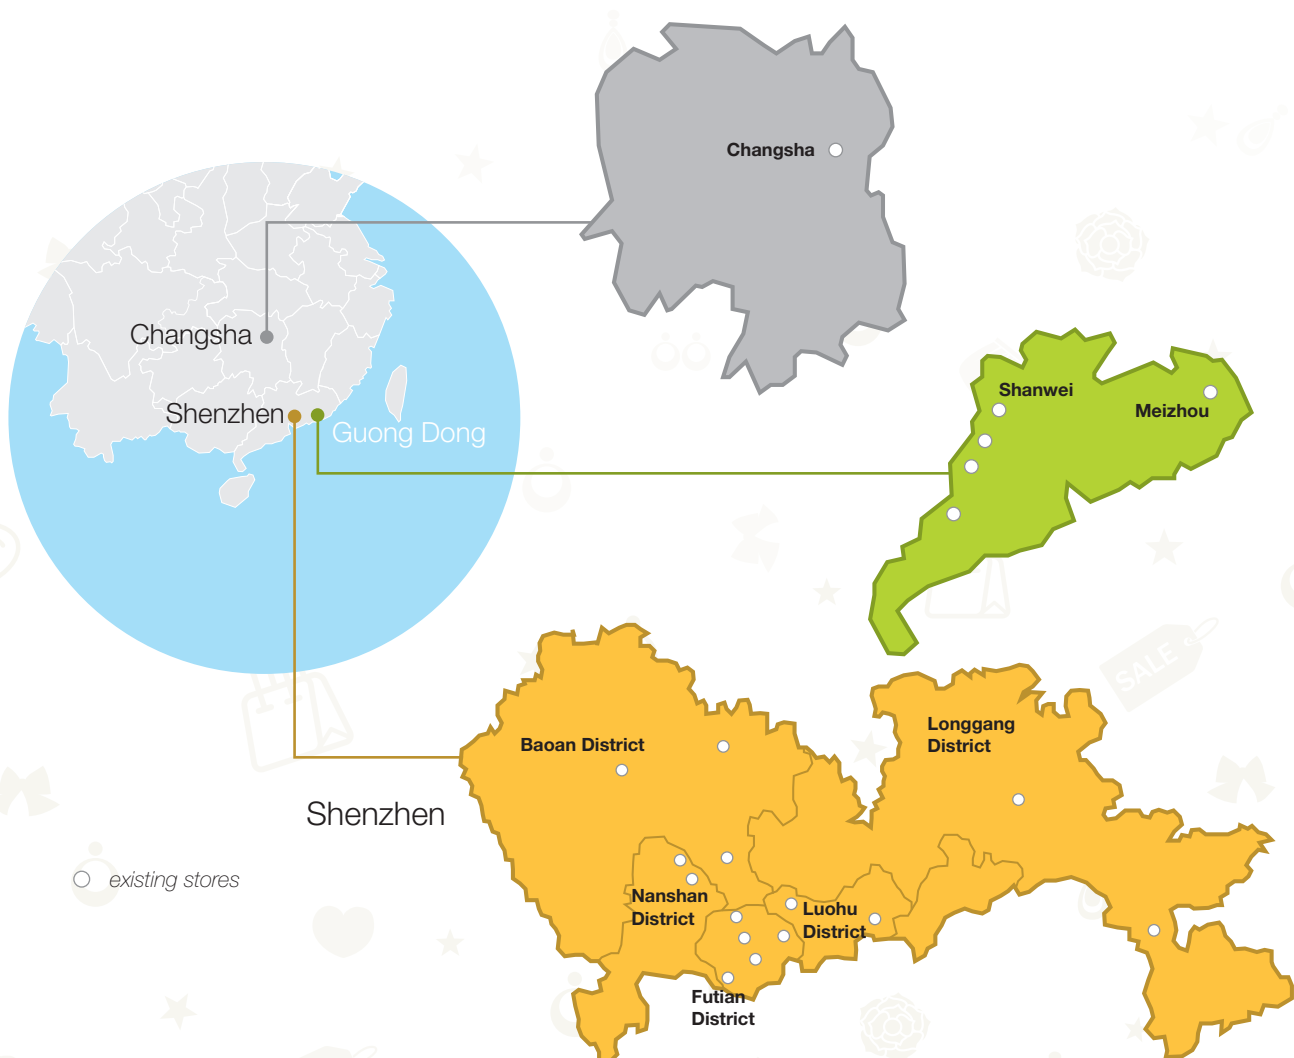 Changsha
Changsha
Shenzhen
Guong Dong
Shanwei
Meizhou
SALE
Longgang
District
Baoan District
Shenzhen
existing stores
Nanshan
District
Luohu
District
Futian
District